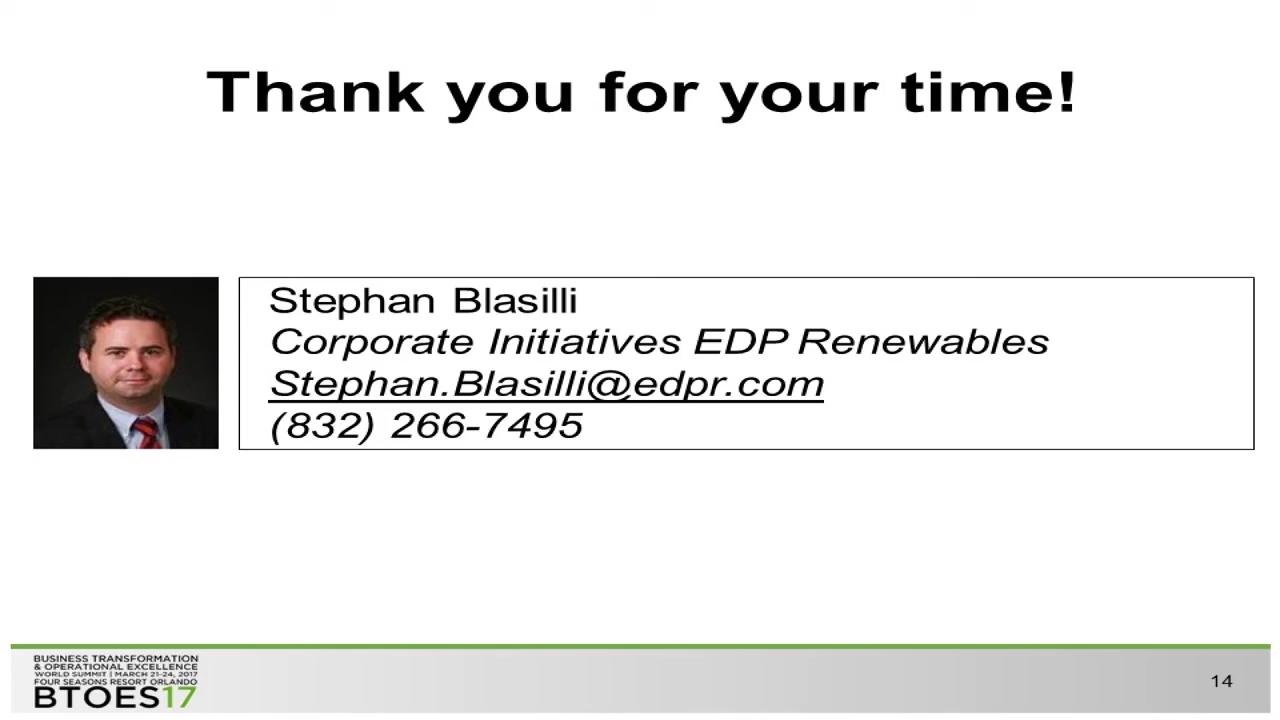 Thank you for your time!
Stephan Blasilli
Corporate Initiatives EDP Renewables
Stephan.Blasilli@edpr.com
(832) 266-7495
BUSINESS TRANSFORMATION
& OPERATIONAL EXCELLENCE
WORLD SUMMIT | MARCH 21-24, 2017
FOUR SEASONS RESORT ORLANDO
BTOES17
14